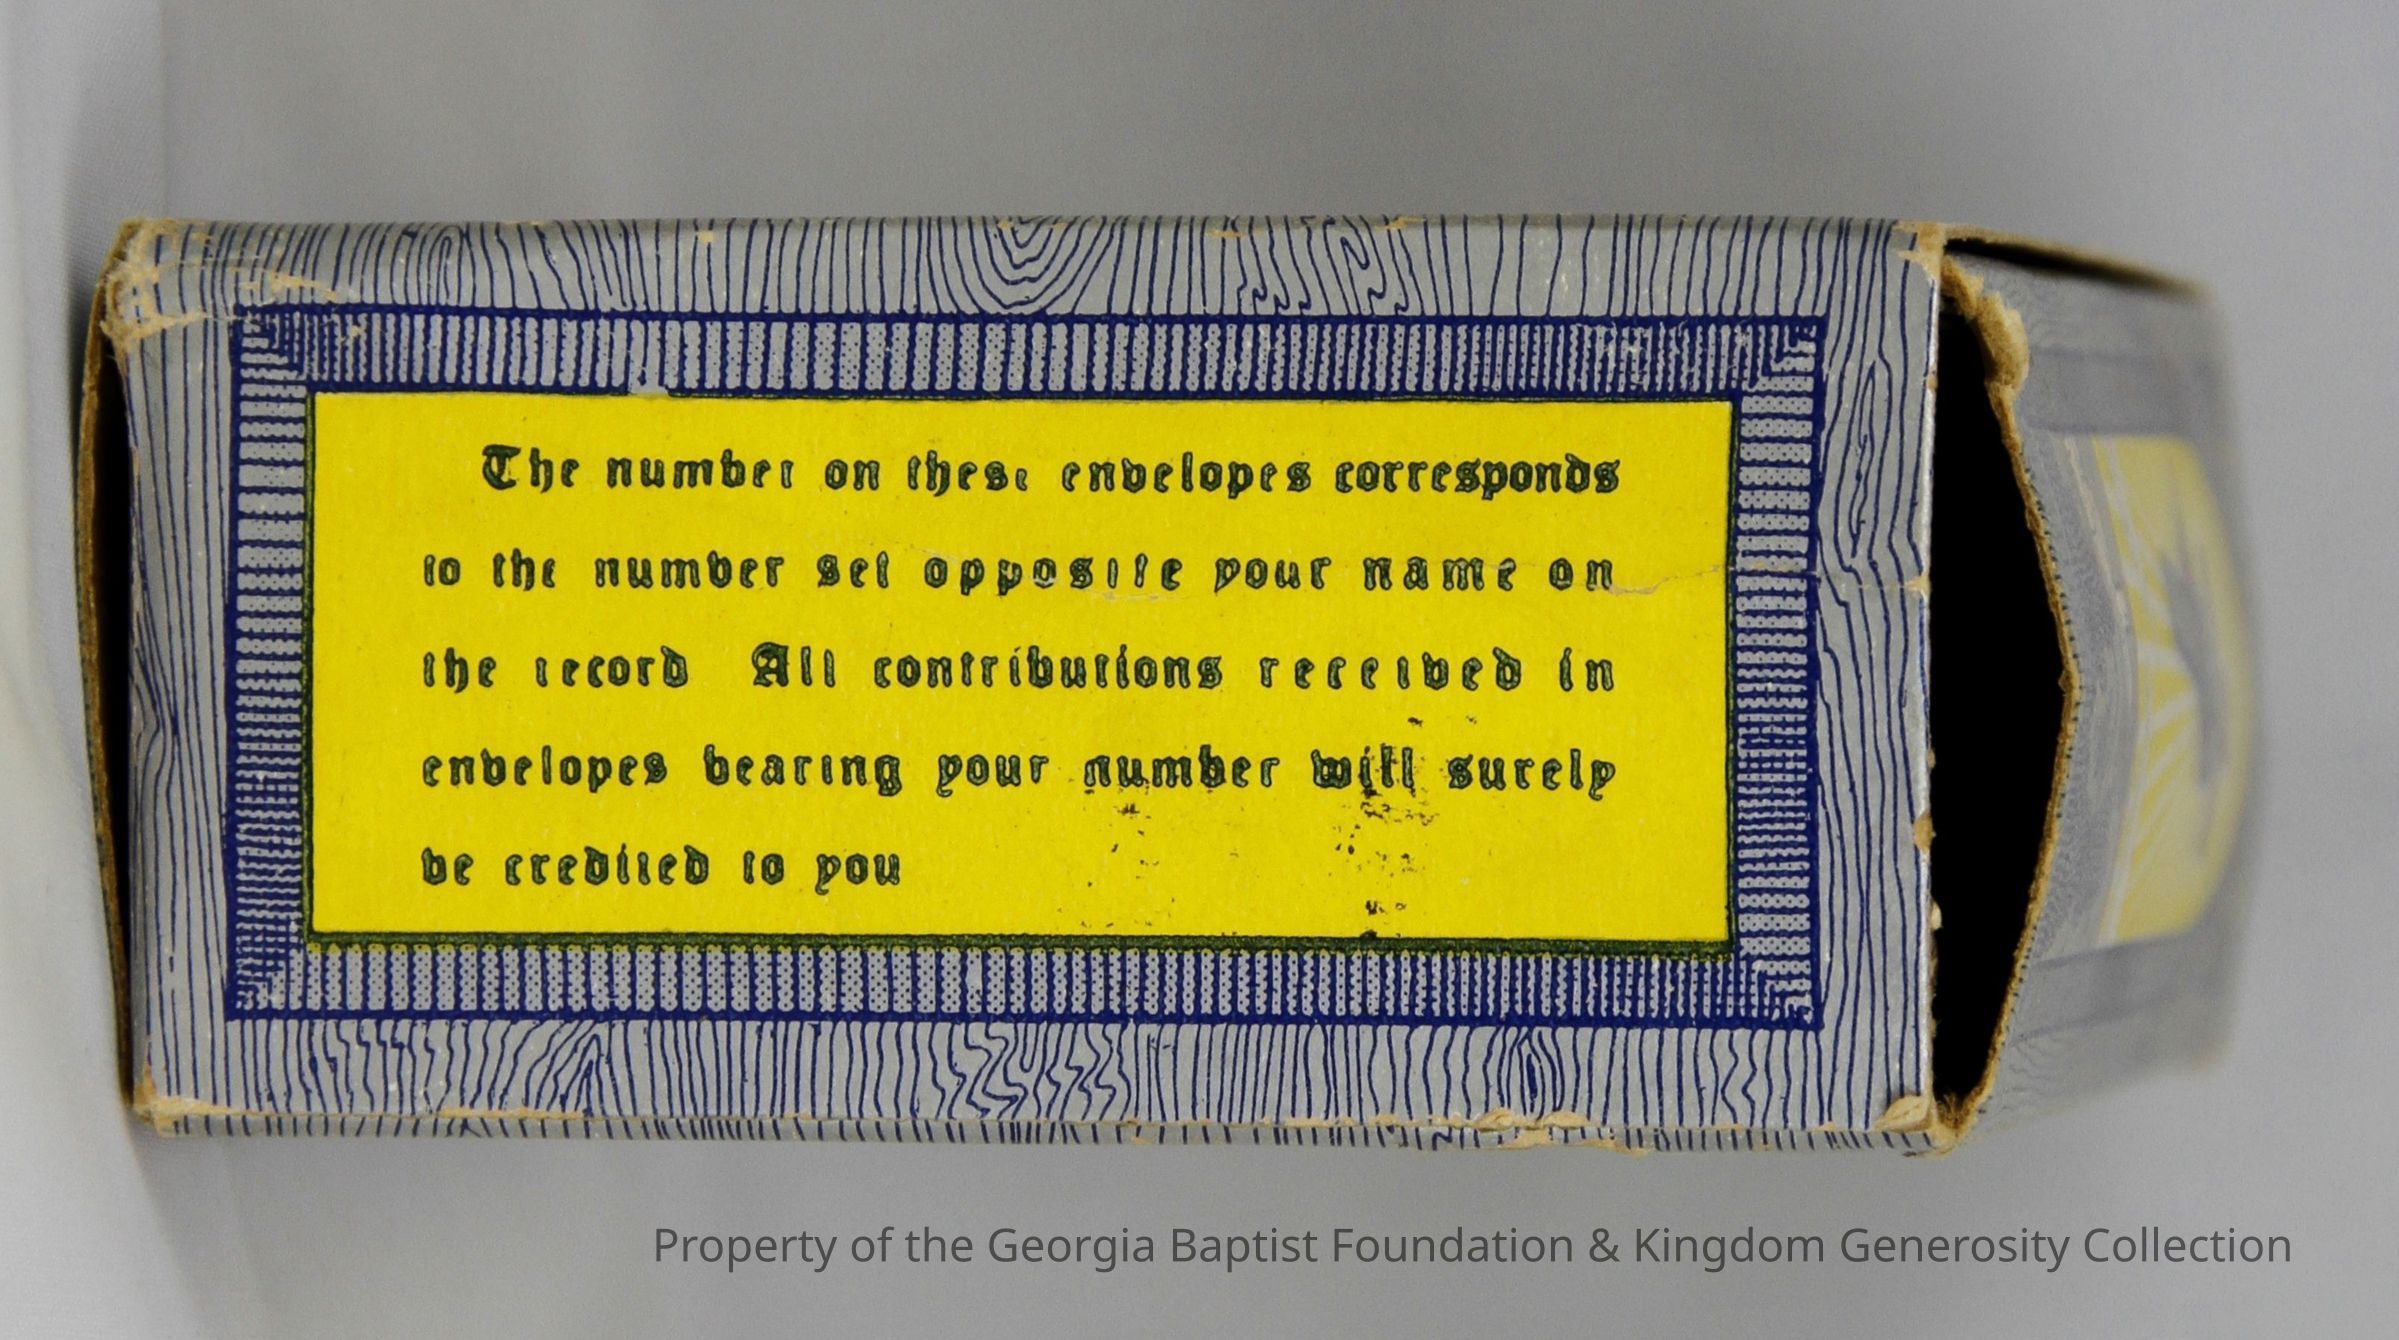 The number on these envelopes corresponds
to the number set opposite your name on
the record All contributions received in
envelopes bearing your number will surely
be credited to you
Property of the Georgia Baptist Foundation & Kingdom Generosity Collection